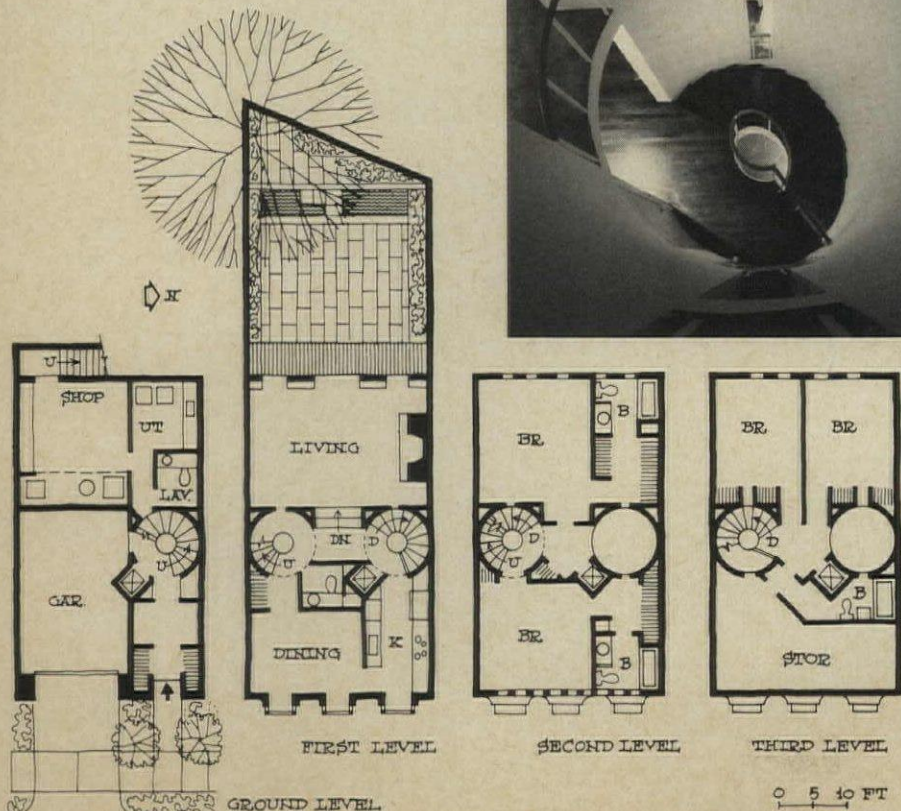 N
U
SHOP
UT
LAV.
U
GAR.
GROUND LEVEL
LIVING
DN
D
U
DINING
K
FIRST LEVEL
B
BR
D
U
BR
B
SECOND LEVEL
BR
BR
D
B
STOR
THIRD LEVEL
0 5 10 FT